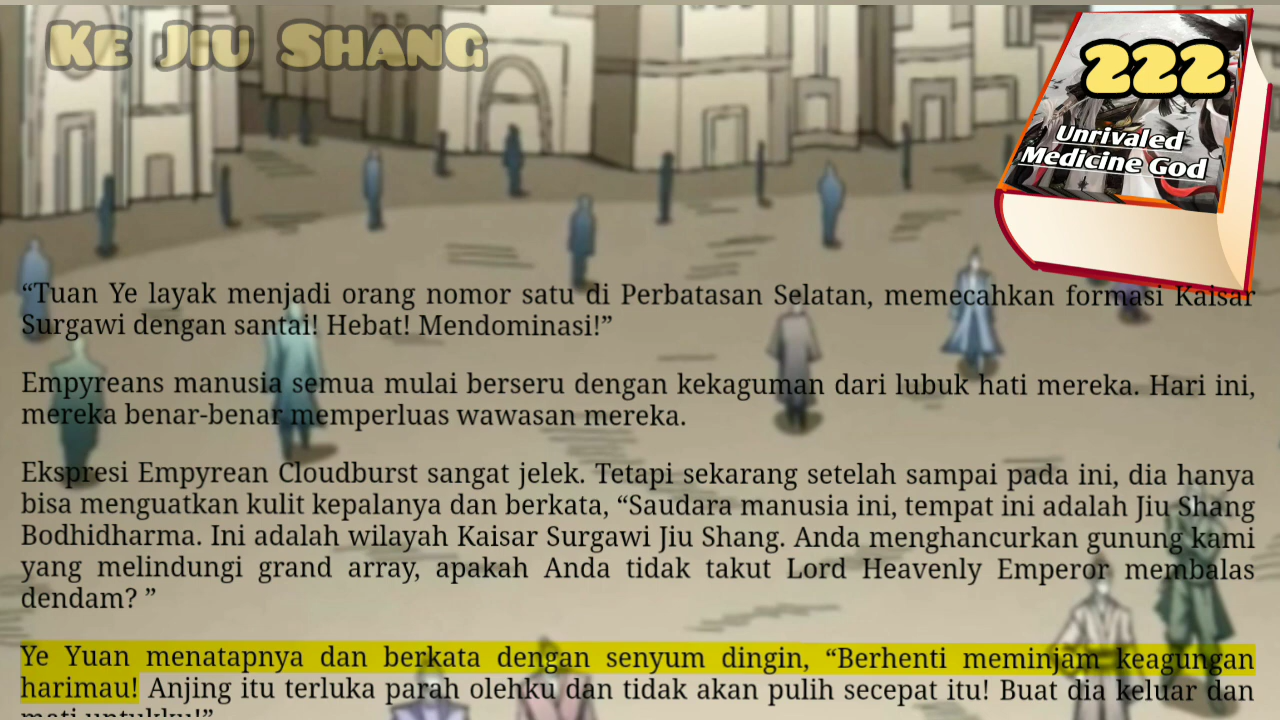 Ke Jiu Shang
222
Unrivaled
Medicine God
“Tuan Ye layak menjadi orang nomor satu di Perbatasan Selatan, memecahkan formasi Kaisar
Surgawi dengan santai! Hebat! Mendominasi!”
Empyreans manusia semua mulai berseru dengan kekaguman dari lubuk hati mereka. Hari ini,
mereka benar-benar memperluas wawasan mereka.
Ekspresi Empyrean Cloudburst sangat jelek. Tetapi sekarang setelah sampai pada ini, dia hanya
bisa menguatkan kulit kepalanya dan berkata, “Saudara manusia ini, tempat ini adalah Jiu Shang
Bodhidharma. Ini adalah wilayah Kaisar Surgawi Jiu Shang. Anda menghancurkan gunung kami
yang melindungi grand array, apakah Anda tidak takut Lord Heavenly Emperor membalas
dendam? ”
Ye Yuan menatapnya dan berkata dengan senyum dingin, “Berhenti meminjam keagungan
harimau! Anjing itu terluka parah olehku dan tidak akan pulih secepat itu! Buat dia keluar dan
mati untukku!”